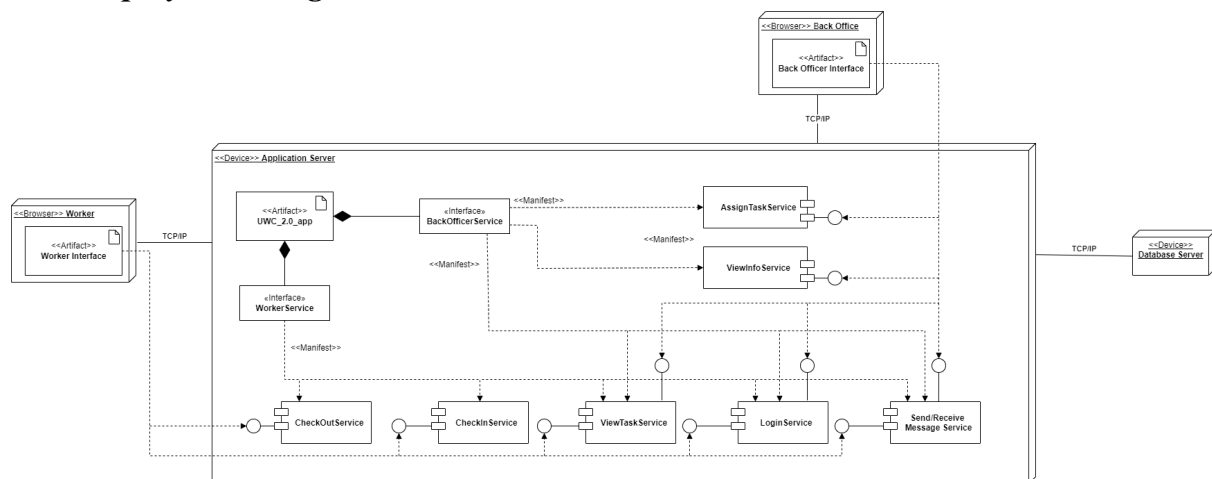 <<Browser>> Back Office
<<Artifact>>
Back Officer Interface
TCP/IP
<<Device>> Application Server
<<Browser>> Worker
<<Artifact>>
Worker Interface
TCP/IP
<<Artifact>>
UWC_2.0_app
«Interface»
BackOfficerService
<<Manifest>>
AssignTaskService
<<Manifest>>
<<Manifest>>
ViewInfoService
TCP/IP
<<Device>>
Database Server
«Interface»
WorkerService
<<Manifest>>
CheckOutService
CheckInService
ViewTaskService
LoginService
Send/Receive
Message Service